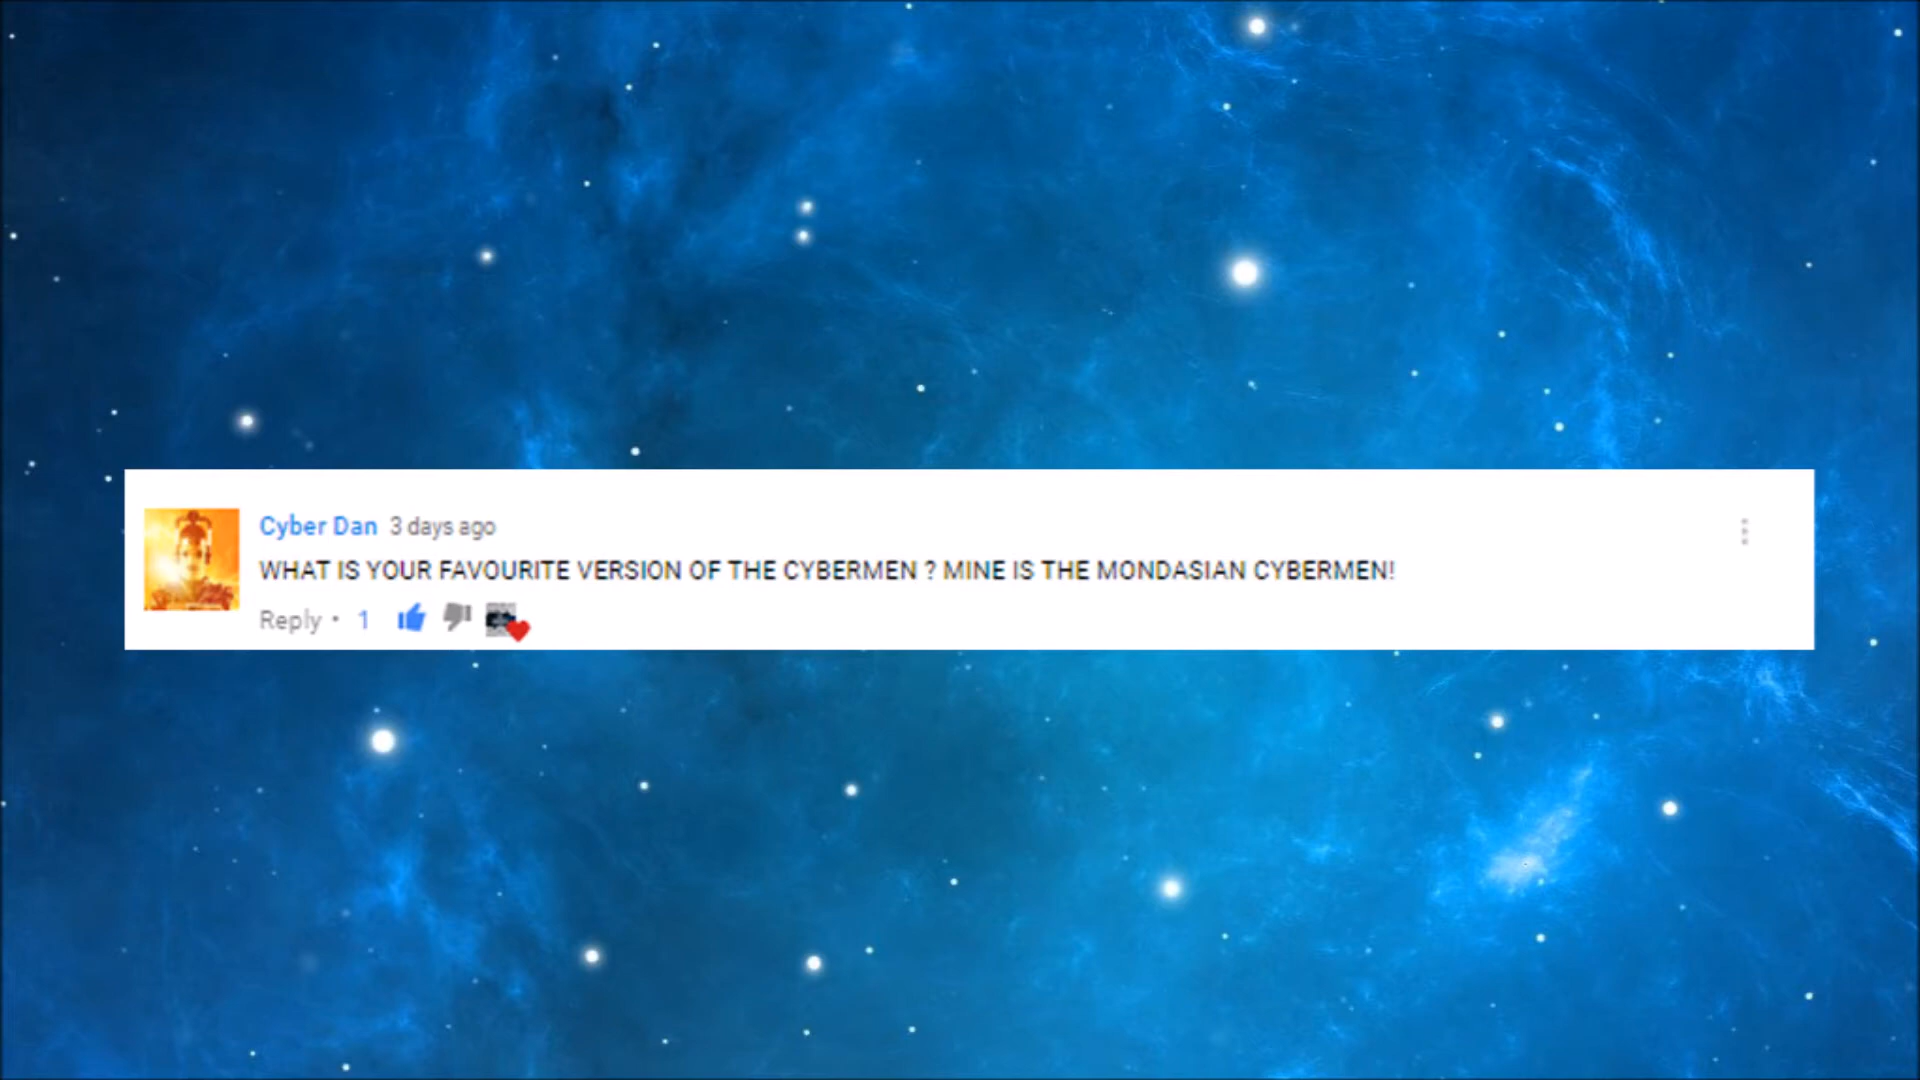 Cyber Dan 3 days ago
WHAT IS YOUR FAVOURITE VERSION OF THE CYBERMEN ? MINE IS THE MONDASIAN CYBERMEN!
Reply • 1